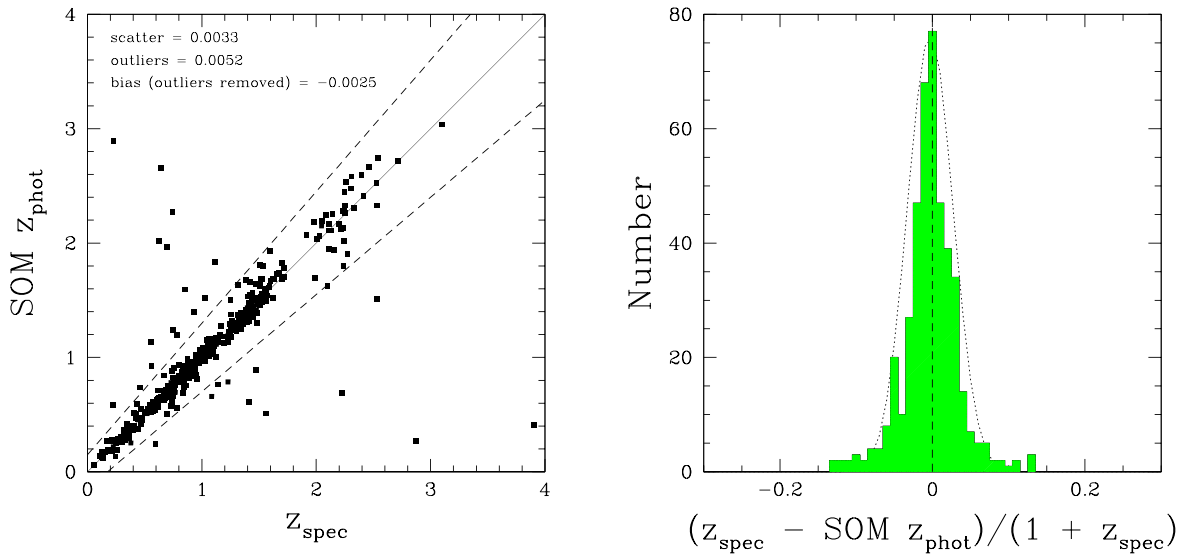 scatter = 0.0033
outliers = 0.0052
bias (outliers removed) = −0.0025
4
3
2
1
0
0 1 2 3 4
SOM z_phot
z_spec
80
60
40
20
0
−0.2 0 0.2
Number
(z_spec − SOM z_phot)/(1 + z_spec)